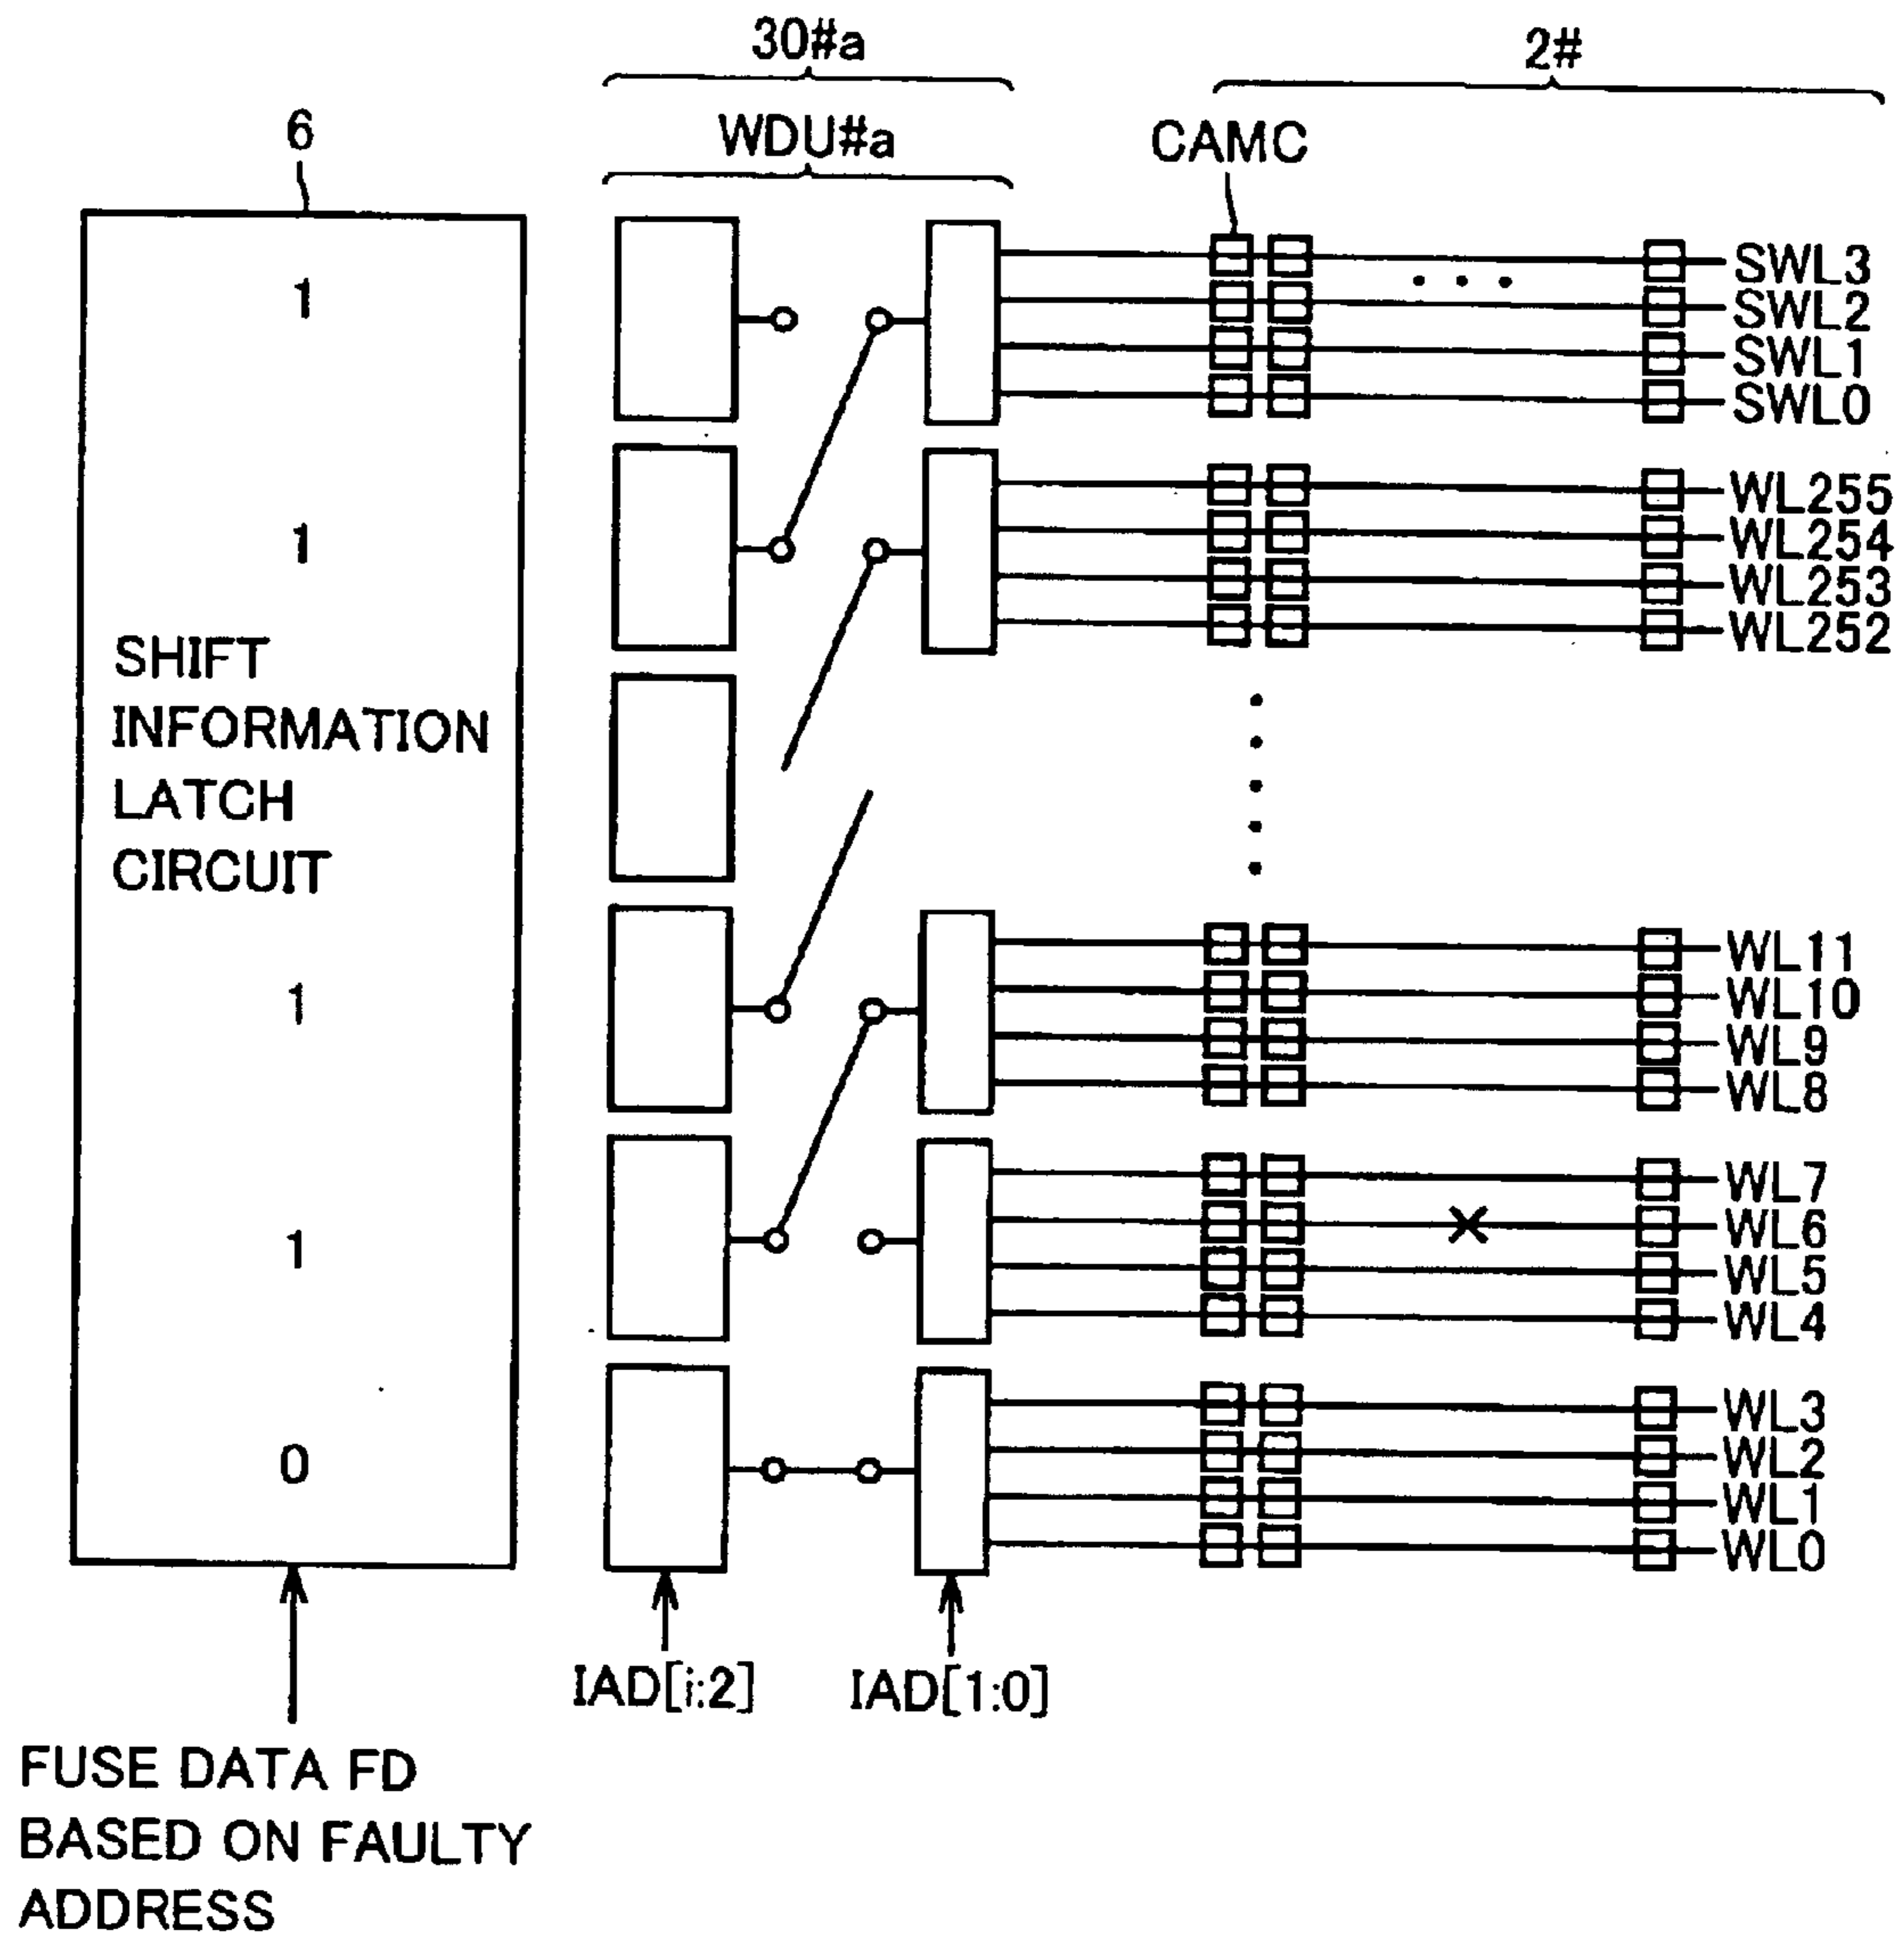 30#a
2#
6
WDU#a
CAMC
1
SWL3
SWL2
SWL1
SWL0
1
WL255
WL254
WL253
WL252
SHIFT
INFORMATION
LATCH
CIRCUIT
1
WL11
WL10
WL9
WL8
1
WL7
WL6
WL5
WL4
0
WL3
WL2
WL1
WL0
IAD[i:2]
IAD[1:0]
FUSE DATA FD
BASED ON FAULTY
ADDRESS